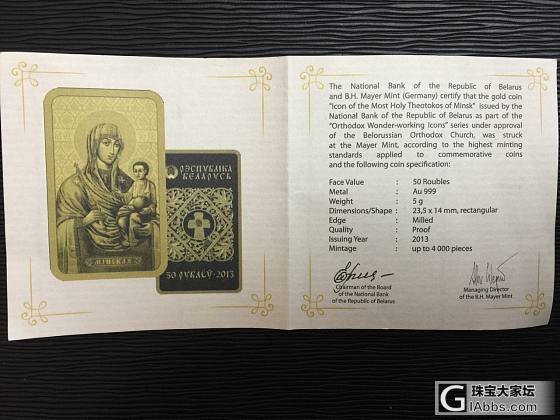 МІНСКАЯ
РЭСПУБЛІКА
БЕЛАРУСЬ
50 РУБЛЁЎ·2013
The National Bank of the Republic of Belarus
and B.H. Mayer Mint (Germany) certify that the gold coin
"Icon of the Most Holy Theotokos of Minsk" issued by the
National Bank of the Republic of Belarus as part of the
"Orthodox Wonder-working Icons" series under approval
of the Belorussian Orthodox Church, was struck
at the Mayer Mint, according to the highest minting
standards applied to commemorative coins
and the following coin specification:
Face Value : 50 Roubles
Metal : Au 999
Weight : 5 g
Dimensions/Shape : 23,5 x 14 mm, rectangular
Edge : Milled
Quality : Proof
Issuing Year : 2013
Mintage : up to 4 000 pieces
Chairman of the Board
of the National Bank
of the Republic of Belarus
Managing Director
of the B.H. Mayer Mint
G 珠宝大家坛
GIAbbs.com